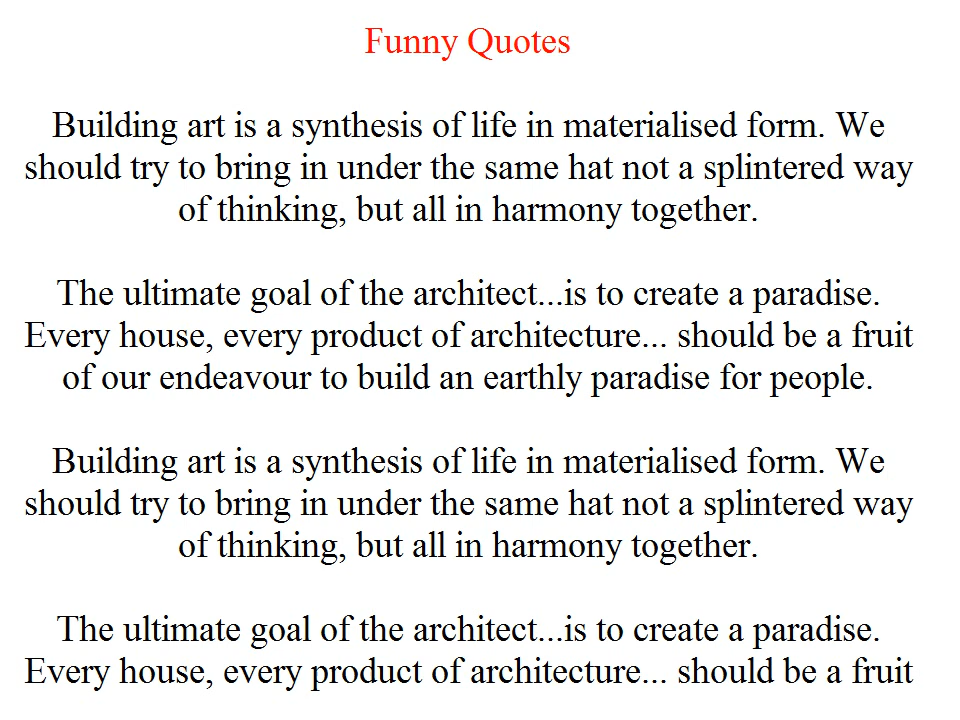 Funny Quotes
Building art is a synthesis of life in materialised form. We
should try to bring in under the same hat not a splintered way
of thinking, but all in harmony together.
The ultimate goal of the architect...is to create a paradise.
Every house, every product of architecture... should be a fruit
of our endeavour to build an earthly paradise for people.
Building art is a synthesis of life in materialised form. We
should try to bring in under the same hat not a splintered way
of thinking, but all in harmony together.
The ultimate goal of the architect...is to create a paradise.
Every house, every product of architecture... should be a fruit